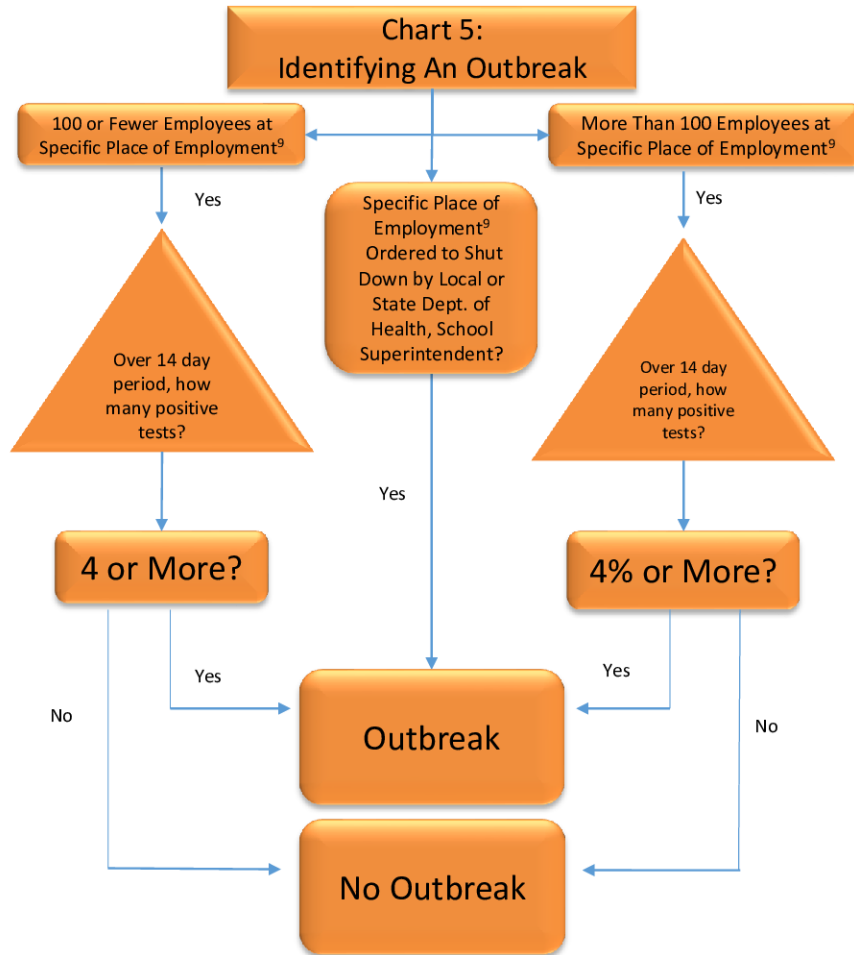 Chart 5:
Identifying An Outbreak
100 or Fewer Employees at
Specific Place of Employment⁹
More Than 100 Employees at
Specific Place of Employment⁹
Yes
Specific Place of
Employment⁹
Ordered to Shut
Down by Local or
State Dept. of
Health, School
Superintendent?
Yes
Over 14 day
period, how
many positive
tests?
Over 14 day
period, how
many positive
tests?
Yes
4 or More?
4% or More?
Yes
Yes
No
No
Outbreak
No Outbreak